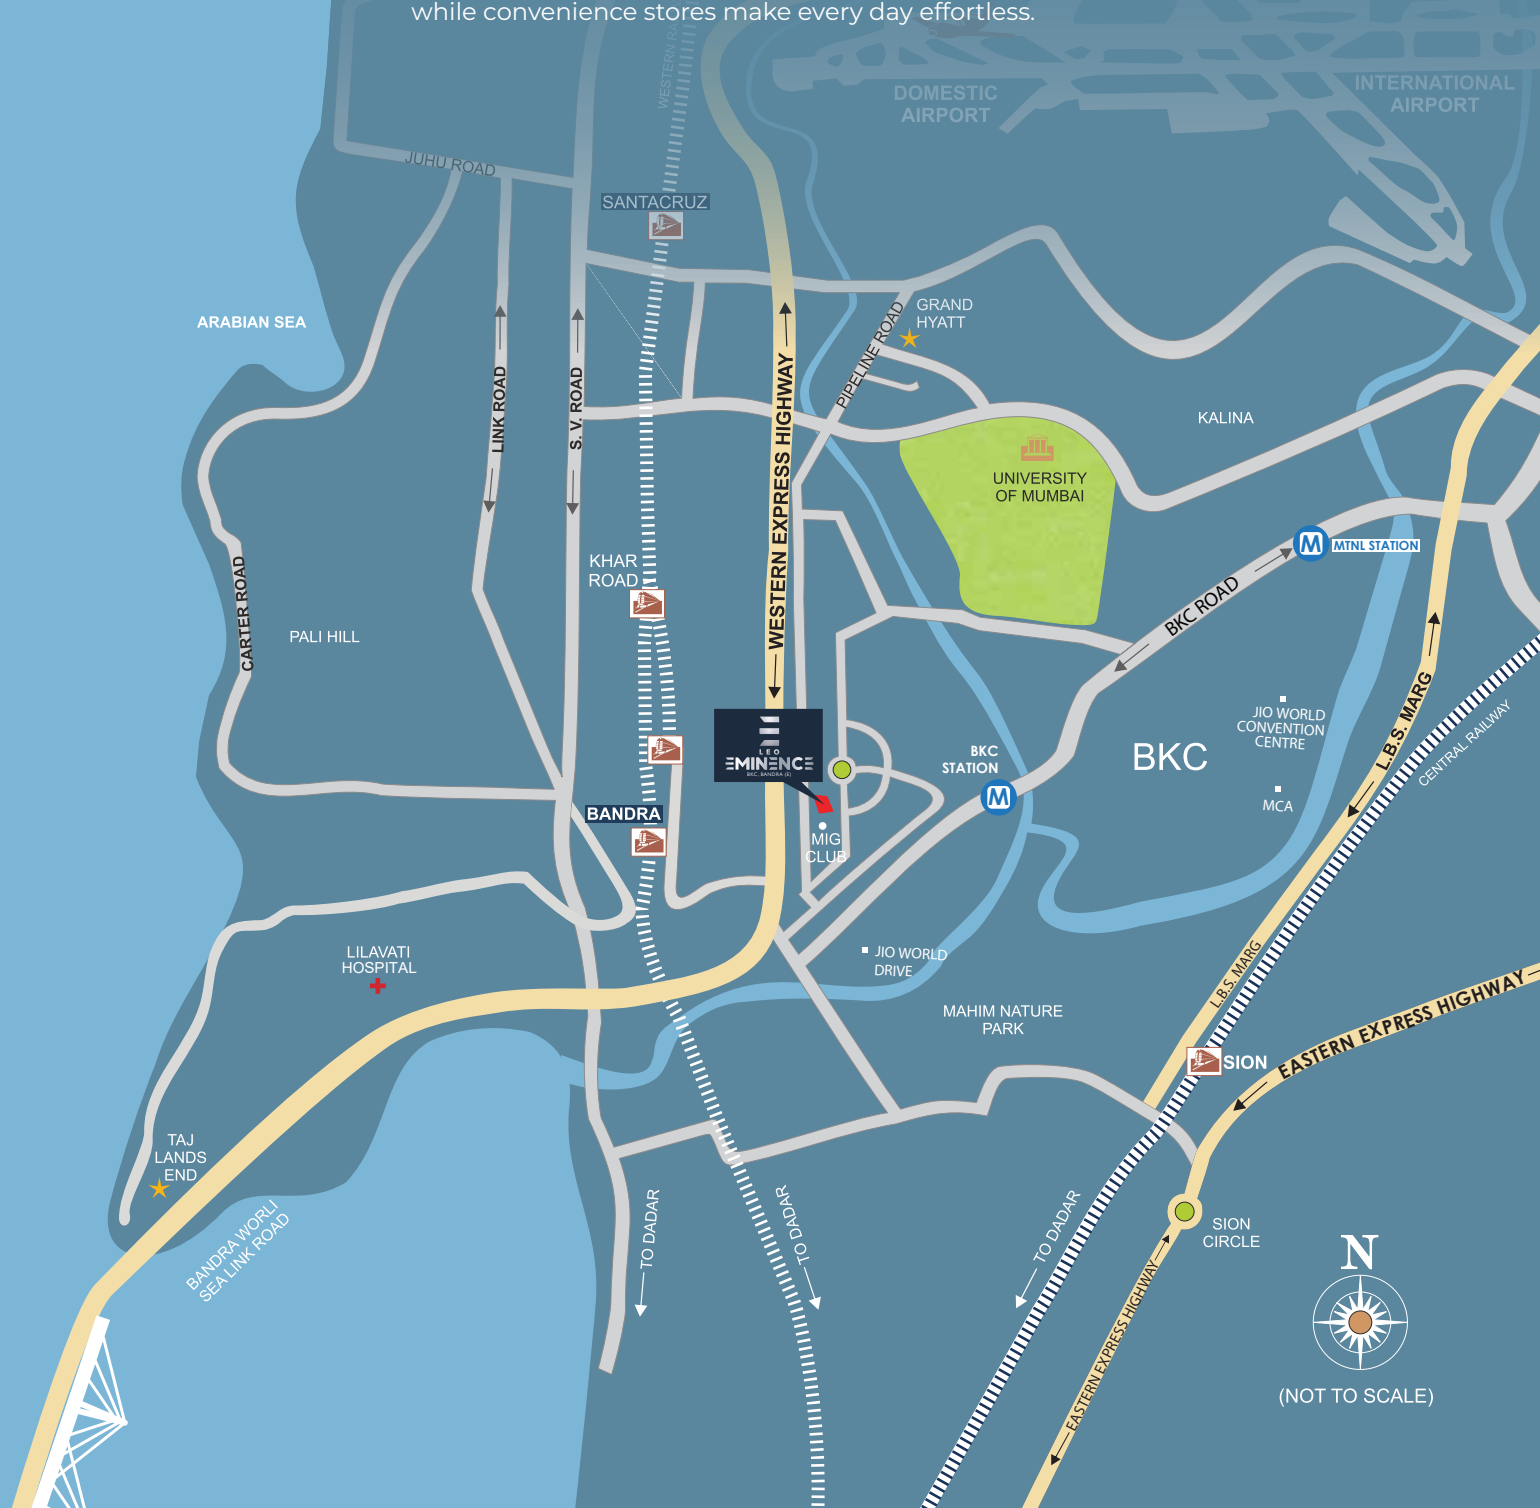 while convenience stores make every day effortless.
WESTERN RA
DOMESTIC
AIRPORT
INTERNATIONAL
AIRPORT
JUHU ROAD
SANTACRUZ
ARABIAN SEA
GRAND
HYATT
PIPELINE ROAD
LINK ROAD
S. V. ROAD
WESTERN EXPRESS HIGHWAY
KALINA
UNIVERSITY
OF MUMBAI
M
MTNL STATION
KHAR
ROAD
BKC ROAD
CARTER ROAD
PALI HILL
L.B.S. MARG
CENTRAL RAILWAY
JIO WORLD
CONVENTION
CENTRE
LEO
EMINENCE
BKC, BANDRA (E)
BKC
STATION
M
BKC
MCA
BANDRA
MIG
CLUB
LILAVATI
HOSPITAL
JIO WORLD
DRIVE
L.B.S. MARG
MAHIM NATURE
PARK
EASTERN EXPRESS HIGHWAY
SION
TAJ
LANDS
END
BANDRA WORLI
SEA LINK ROAD
TO DADAR
TO DADAR
TO DADAR
SION
CIRCLE
EASTERN EXPRESS HIGHWAY
N
(NOT TO SCALE)